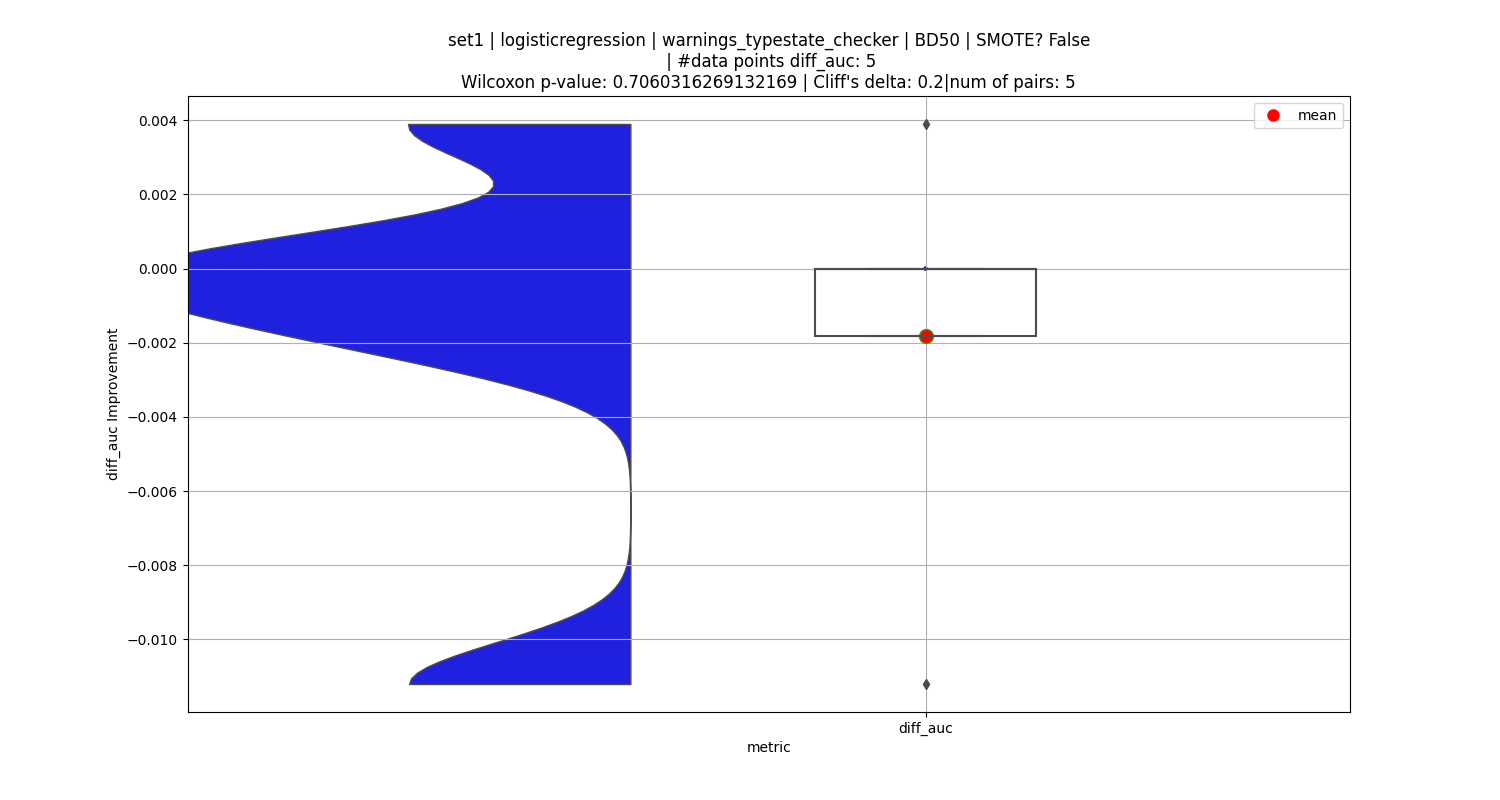 set1 | logisticregression | warnings_typestate_checker | BD50 | SMOTE? False
| #data points diff_auc: 5
Wilcoxon p-value: 0.7060316269132169 | Cliff's delta: 0.2|num of pairs: 5
mean
0.004
0.002
0.000
−0.002
−0.004
−0.006
−0.008
−0.010
diff_auc Improvement
diff_auc
metric